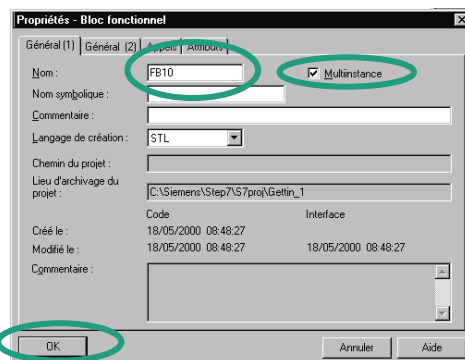 Propriétés - Bloc fonctionnel
Général (1) Général (2) Appels Attributs
Nom : FB10 Multiinstance
Nom symbolique :
Commentaire :
Langage de création : STL
Chemin du projet :
Lieu d'archivage du
projet : C:\Siemens\Step7\S7proj\Gettin_1
Code Interface
Créé le : 18/05/2000 08:48:27
Modifié le : 18/05/2000 08:48:27 18/05/2000 08:48:27
Commentaire :
OK Annuler Aide